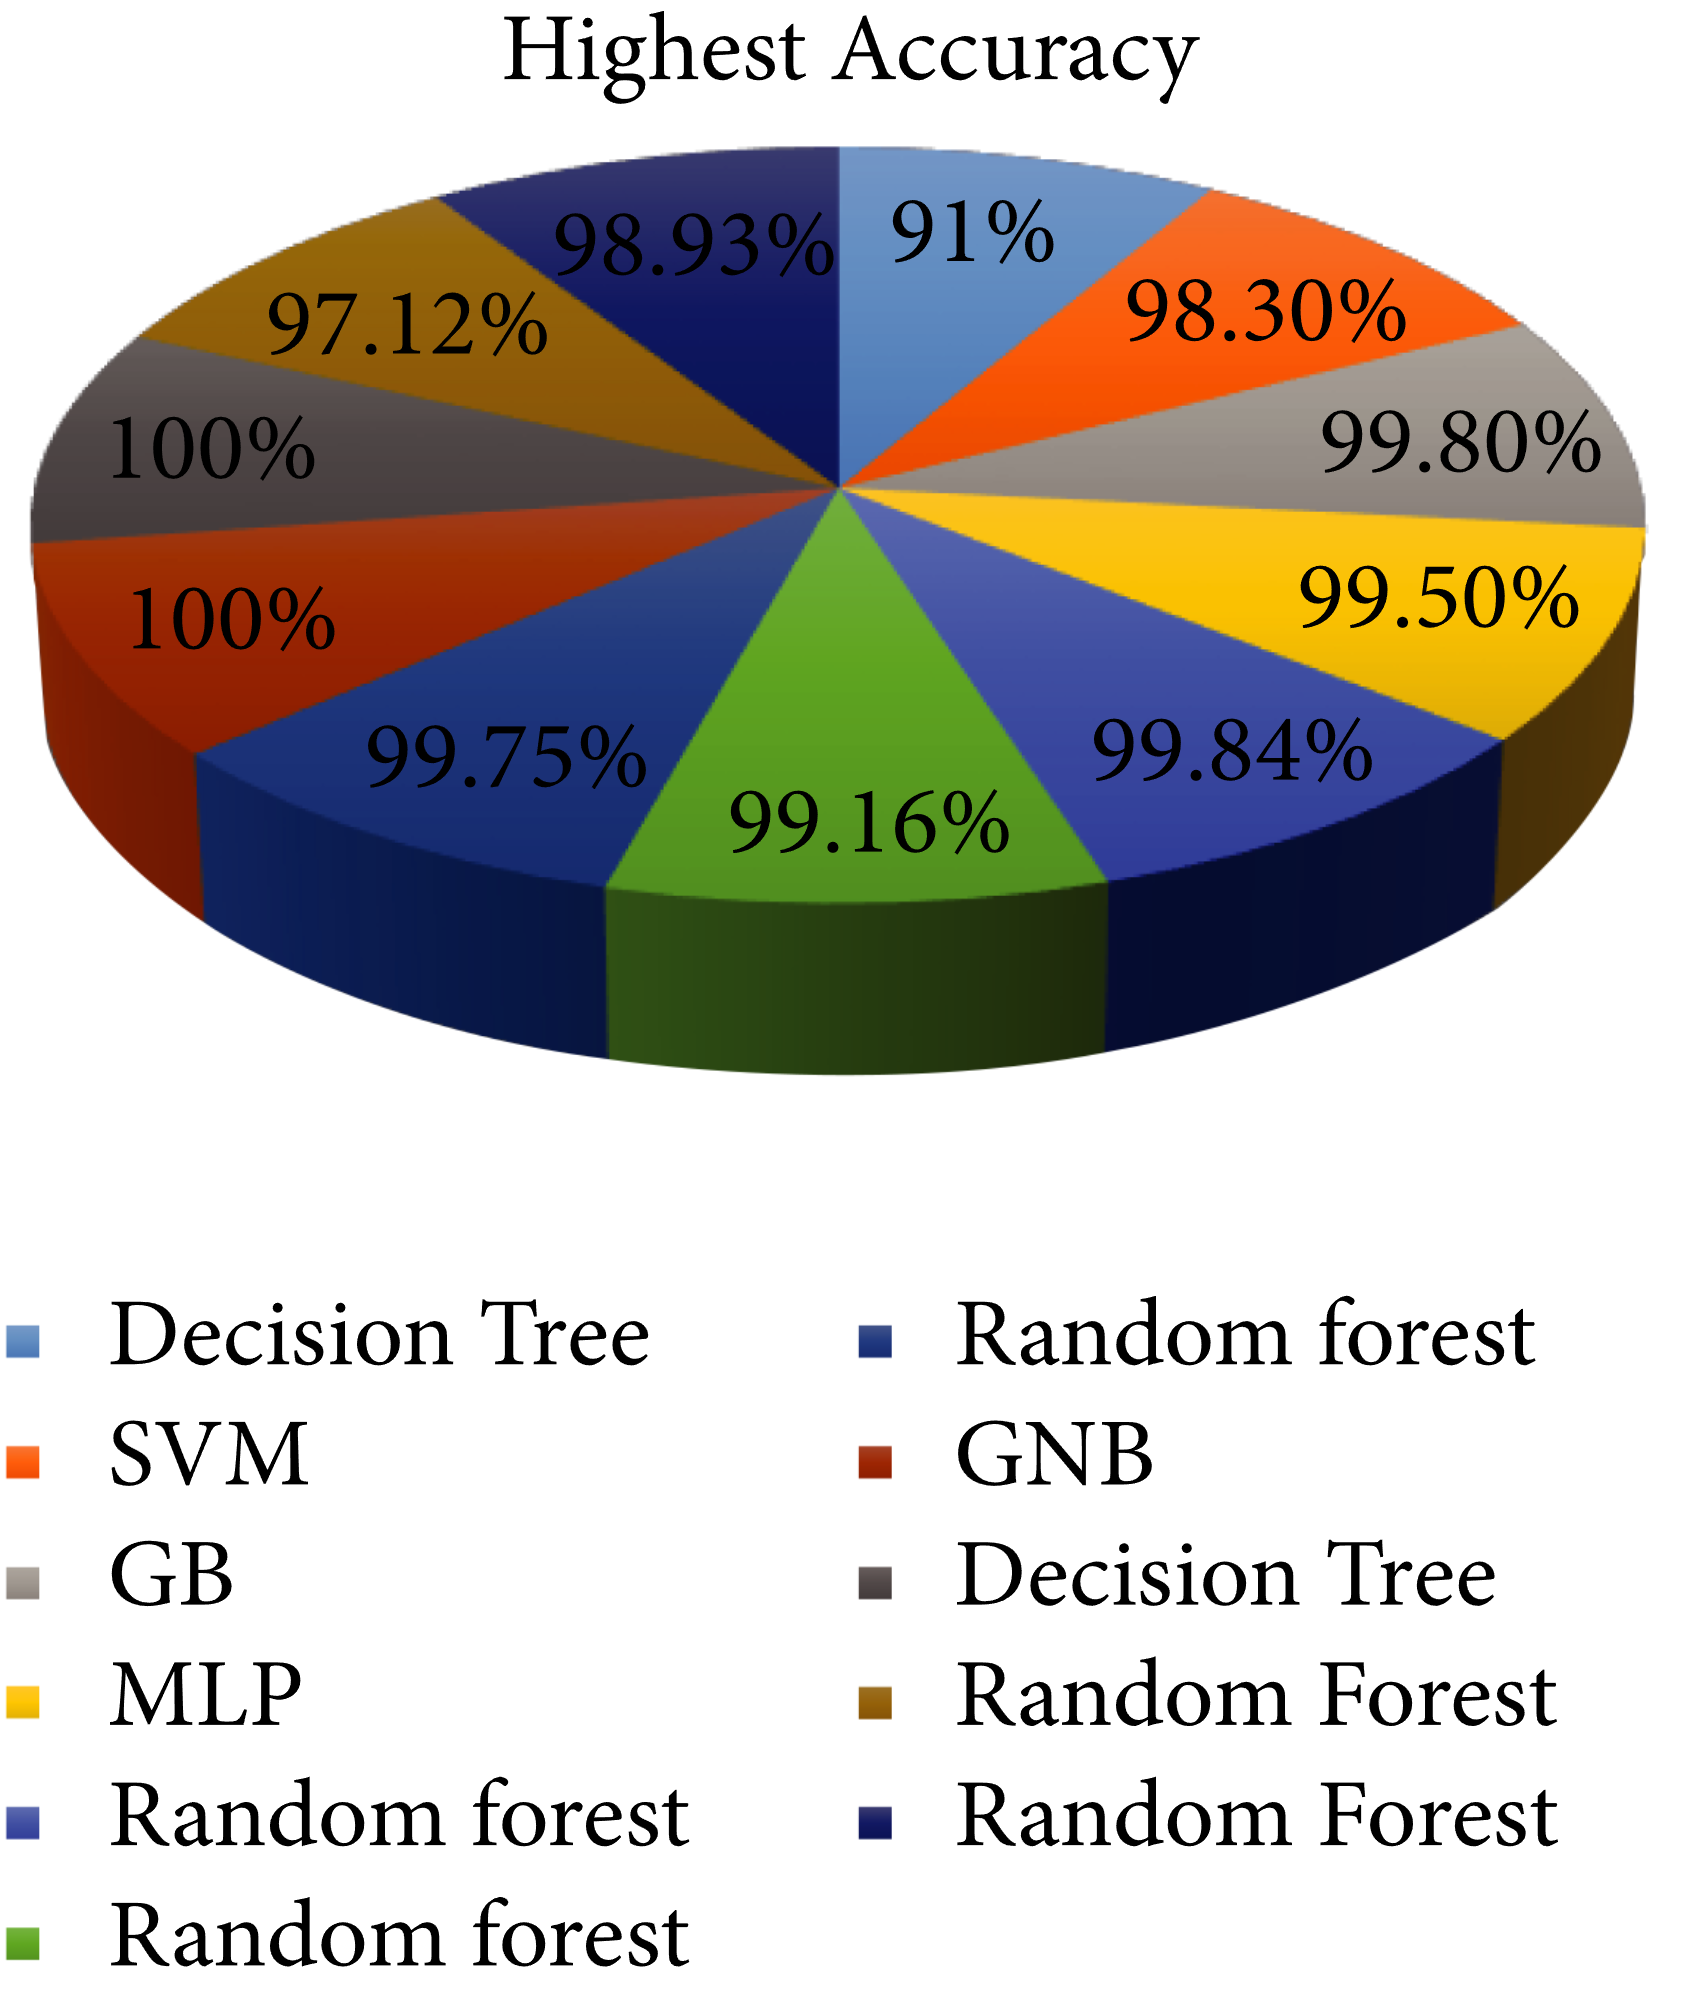 Highest Accuracy
98.93%
91%
97.12%
98.30%
100%
99.80%
100%
99.50%
99.75%
99.84%
99.16%
Decision Tree
SVM
GB
MLP
Random forest
Random forest
Random forest
GNB
Decision Tree
Random Forest
Random Forest